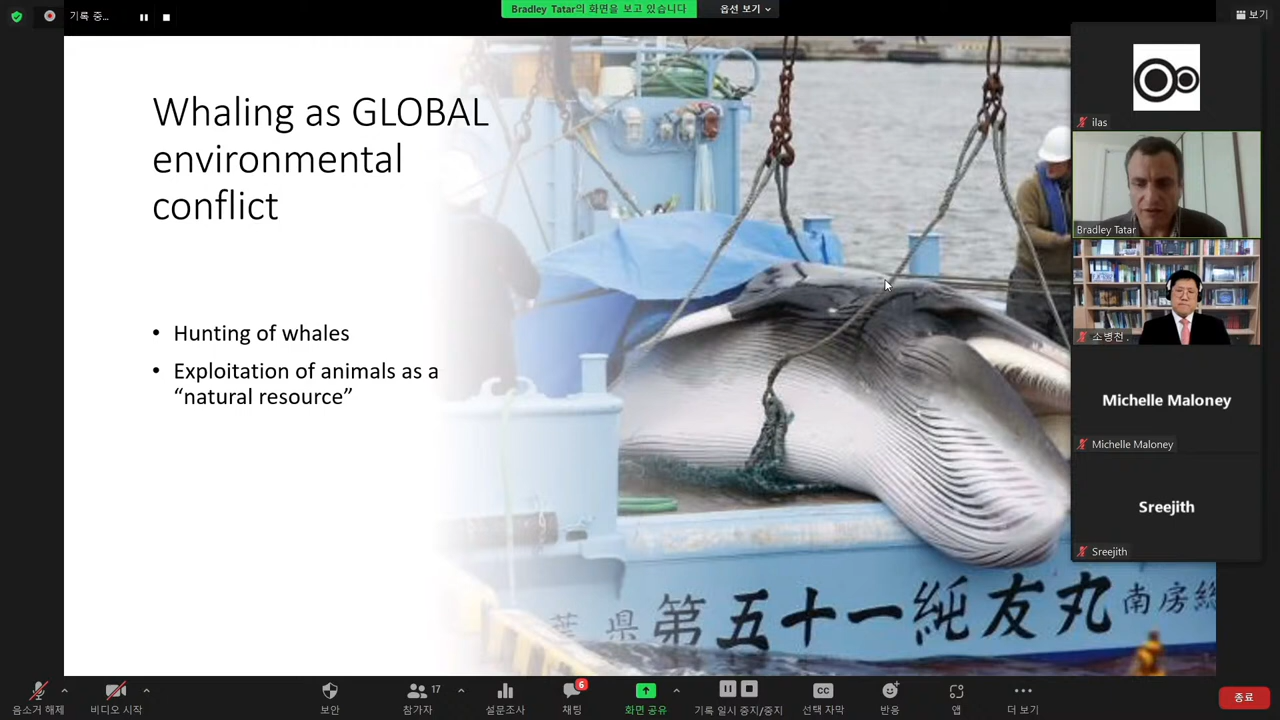 기록 중...
Bradley Tatar의 화면을 보고 있습니다
옵션 보기
보기
Whaling as GLOBAL
environmental
conflict
• Hunting of whales
• Exploitation of animals as a
“natural resource”
県 第五十一純友丸 南房総
ilas
Bradley Tatar
소병천 .
Michelle Maloney
Michelle Maloney
Sreejith
Sreejith
음소거 해제
비디오 시작
보안
17
참가자
설문조사
6
채팅
화면 공유
기록 일시 중지/중지
CC
선택 자막
반응
앱
더 보기
종료